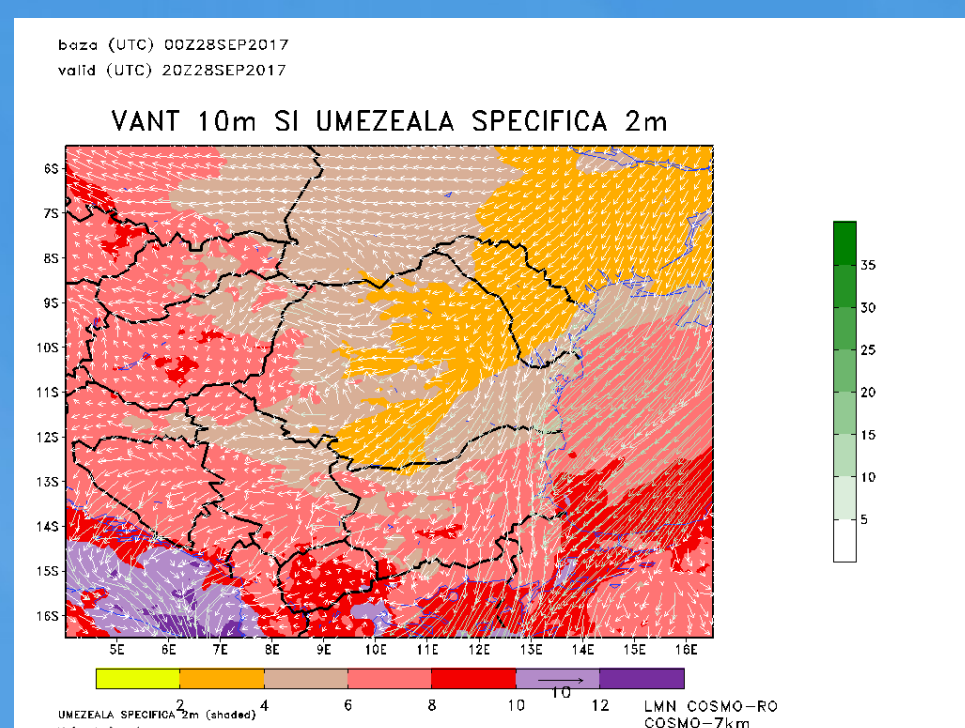 baza (UTC) 00Z28SEP2017
valid (UTC) 20Z28SEP2017
VANT 10m SI UMEZEALA SPECIFICA 2m
6S
7S
8S
9S
10S
11S
12S
13S
14S
15S
16S
5E 6E 7E 8E 9E 10E 11E 12E 13E 14E 15E 16E
35
30
25
20
15
10
5
2 4 6 8 10 12
10
UMEZEALA SPECIFICA 2m (shaded)
LMN COSMO-RO
COSMO-7km